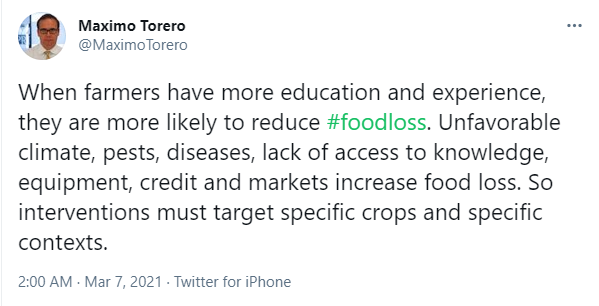 Maximo Torero
@MaximoTorero
When farmers have more education and experience,
they are more likely to reduce #foodloss. Unfavorable
climate, pests, diseases, lack of access to knowledge,
equipment, credit and markets increase food loss. So
interventions must target specific crops and specific
contexts.
2:00 AM · Mar 7, 2021 · Twitter for iPhone